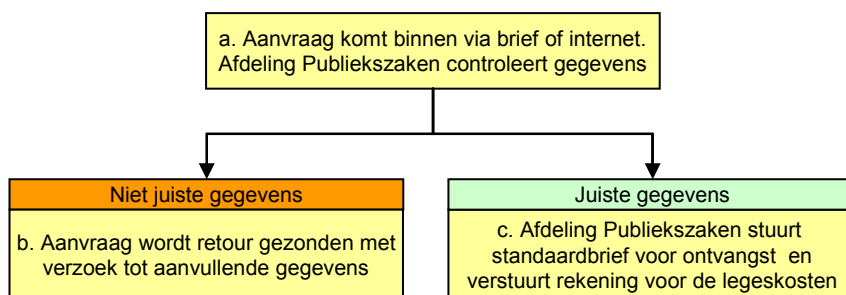 a. Aanvraag komt binnen via brief of internet.
Afdeling Publiekszaken controleert gegevens
Niet juiste gegevens
b. Aanvraag wordt retour gezonden met
verzoek tot aanvullende gegevens
Juiste gegevens
c. Afdeling Publiekszaken stuurt
standaardbrief voor ontvangst en
verstuurt rekening voor de legeskosten